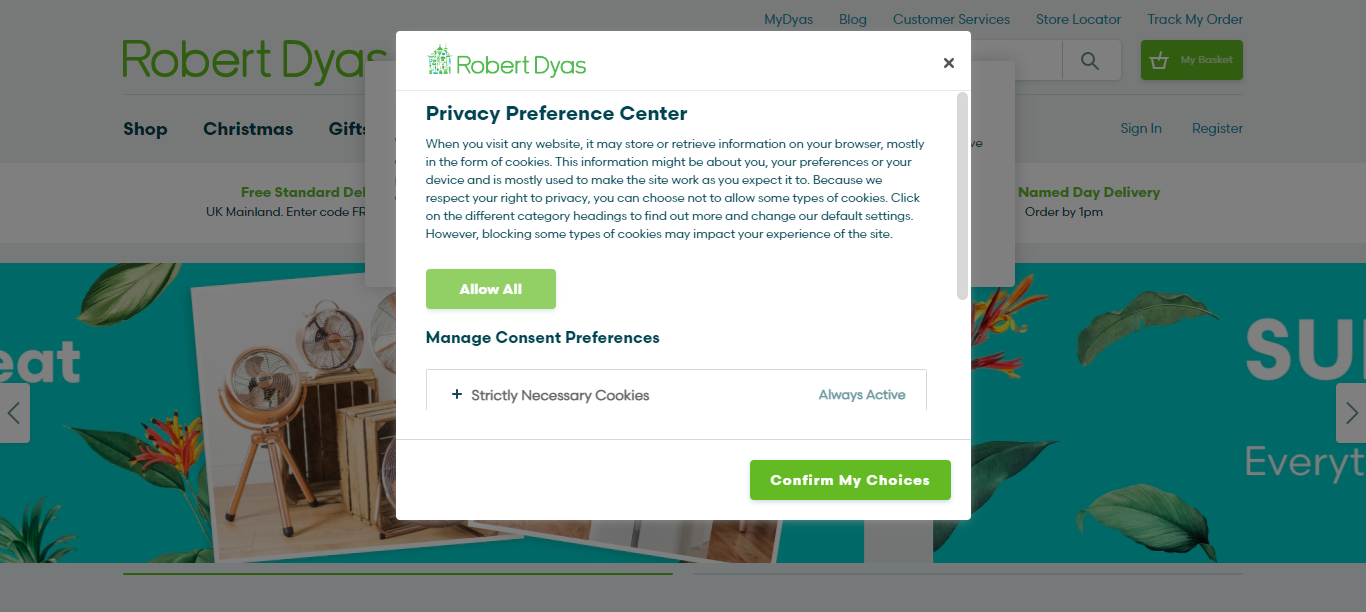 MyDyas Blog Customer Services Store Locator Track My Order
Robert Dyas
My Basket
Robert Dyas
Shop Christmas Gifts
Sign In Register
Privacy Preference Center
When you visit any website, it may store or retrieve information on your browser, mostly
in the form of cookies. This information might be about you, your preferences or your
device and is mostly used to make the site work as you expect it to. Because we
respect your right to privacy, you can choose not to allow some types of cookies. Click
on the different category headings to find out more and change our default settings.
However, blocking some types of cookies may impact your experience of the site.
Free Standard Del
UK Mainland. Enter code FR
Named Day Delivery
Order by 1pm
Allow All
Manage Consent Preferences
+ Strictly Necessary Cookies Always Active
eat
SU
Everyt
Confirm My Choices